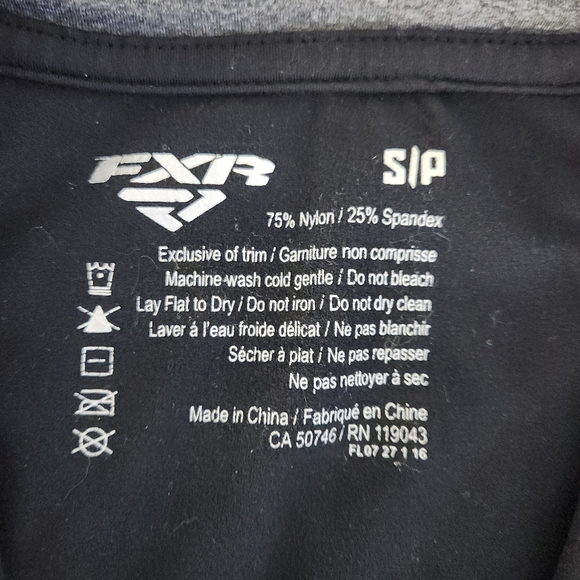 FXR
S|P
75% Nylon / 25% Spandex
Exclusive of trim / Garniture non comprisse
Machine wash cold gentle / Do not bleach
Lay Flat to Dry / Do not iron / Do not dry clean
Laver á l'eau froide délicat / Ne pas blanchir
Sécher à plat / Ne pas repasser
Ne pas nettoyer à sec
Made in China / Fabriqué en Chine
CA 50746 / RN 119043
FL07 27 1 16